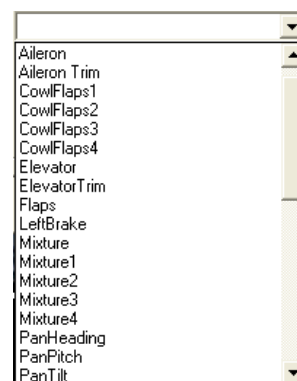 Aileron
Aileron Trim
CowlFlaps1
CowlFlaps2
CowlFlaps3
CowlFlaps4
Elevator
ElevatorTrim
Flaps
LeftBrake
Mixture
Mixture1
Mixture2
Mixture3
Mixture4
PanHeading
PanPitch
PanTilt